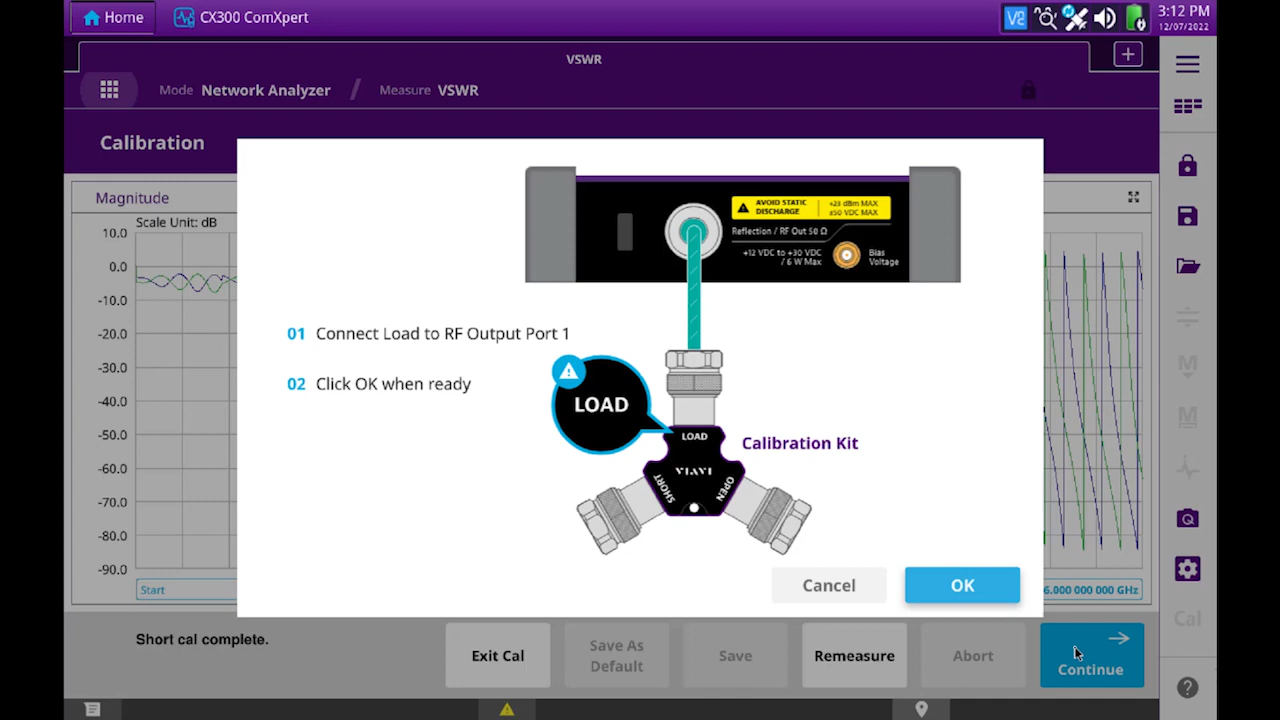 Home
CX300 ComXpert
3:12 PM
12/07/2022
VSWR
Mode Network Analyzer / Measure VSWR
Calibration
Magnitude
Scale Unit: dB
10.0
0.0
-10.0
-20.0
-30.0
-40.0
-50.0
-60.0
-70.0
-80.0
-90.0
Start
6.000 000 000 GHz
AVOID STATIC
DISCHARGE
+23 dBm MAX
±50 VDC MAX
Reflection / RF Out 50 Ω
+12 VDC to +30 VDC
/ 6 W Max
Bias
Voltage
01 Connect Load to RF Output Port 1
02 Click OK when ready
LOAD
LOAD
VIAVI
SHORT
OPEN
Calibration Kit
Cancel
OK
Short cal complete.
Exit Cal
Save As
Default
Save
Remeasure
Abort
Continue
M
M
Cal